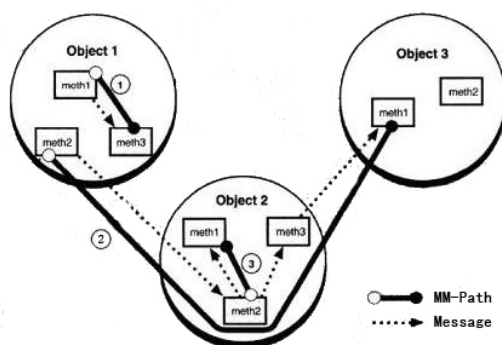 Object 1
meth1
1
meth2
meth3
Object 3
meth2
meth1
2
Object 2
meth1
meth3
3
meth2
MM-Path
Message